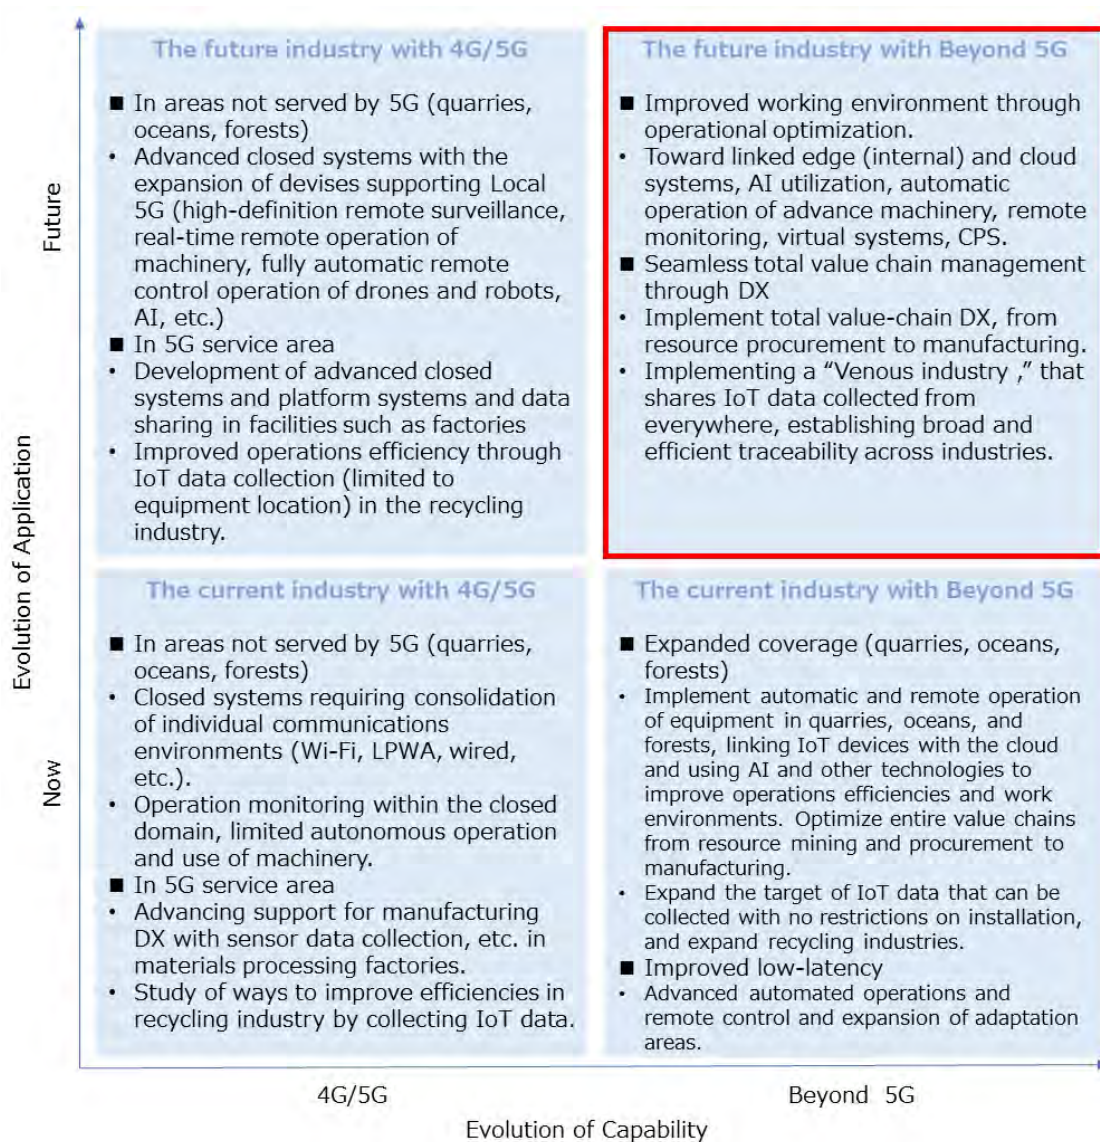 The future industry with 4G/5G
■ In areas not served by 5G (quarries,
oceans, forests)
• Advanced closed systems with the
expansion of devises supporting Local
5G (high-definition remote surveillance,
real-time remote operation of
machinery, fully automatic remote
control operation of drones and robots,
AI, etc.)
■ In 5G service area
• Development of advanced closed
systems and platform systems and data
sharing in facilities such as factories
• Improved operations efficiency through
IoT data collection (limited to
equipment location) in the recycling
industry.
The future industry with Beyond 5G
■ Improved working environment through
operational optimization.
• Toward linked edge (internal) and cloud
systems, AI utilization, automatic
operation of advance machinery, remote
monitoring, virtual systems, CPS.
■ Seamless total value chain management
through DX
• Implement total value-chain DX, from
resource procurement to manufacturing.
• Implementing a “Venous industry ,” that
shares IoT data collected from
everywhere, establishing broad and
efficient traceability across industries.
The current industry with 4G/5G
■ In areas not served by 5G (quarries,
oceans, forests)
• Closed systems requiring consolidation
of individual communications
environments (Wi-Fi, LPWA, wired,
etc.).
• Operation monitoring within the closed
domain, limited autonomous operation
and use of machinery.
■ In 5G service area
• Advancing support for manufacturing
DX with sensor data collection, etc. in
materials processing factories.
• Study of ways to improve efficiencies in
recycling industry by collecting IoT data.
The current industry with Beyond 5G
■ Expanded coverage (quarries, oceans,
forests)
• Implement automatic and remote operation
of equipment in quarries, oceans, and
forests, linking IoT devices with the cloud
and using AI and other technologies to
improve operations efficiencies and work
environments. Optimize entire value chains
from resource mining and procurement to
manufacturing.
• Expand the target of IoT data that can be
collected with no restrictions on installation,
and expand recycling industries.
■ Improved low-latency
• Advanced automated operations and
remote control and expansion of adaptation
areas.
Future
Evolution of Application
Now
4G/5G
Beyond 5G
Evolution of Capability